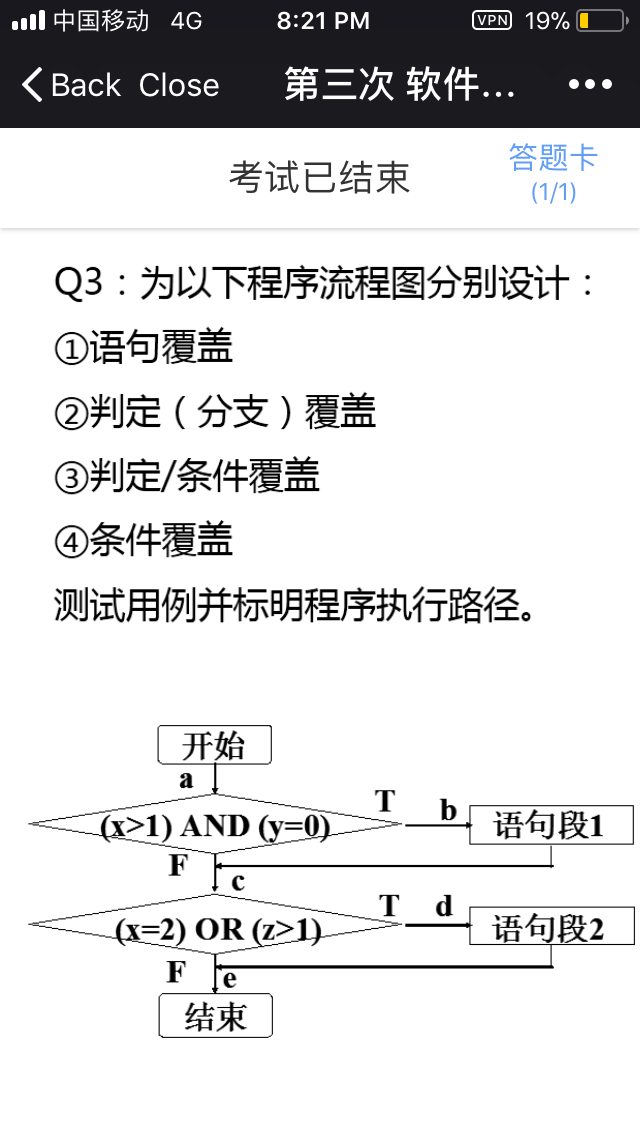 中国移动 4G 8:21 PM VPN 19%
Back Close 第三次 软件... •••
考试已结束
答题卡
(1/1)
Q3：为以下程序流程图分别设计：
①语句覆盖
②判定（分支）覆盖
③判定/条件覆盖
④条件覆盖
测试用例并标明程序执行路径。
开始
a
T b
(x>1) AND (y=0) 语句段1
F
c
T d
(x=2) OR (z>1) 语句段2
F e
结束